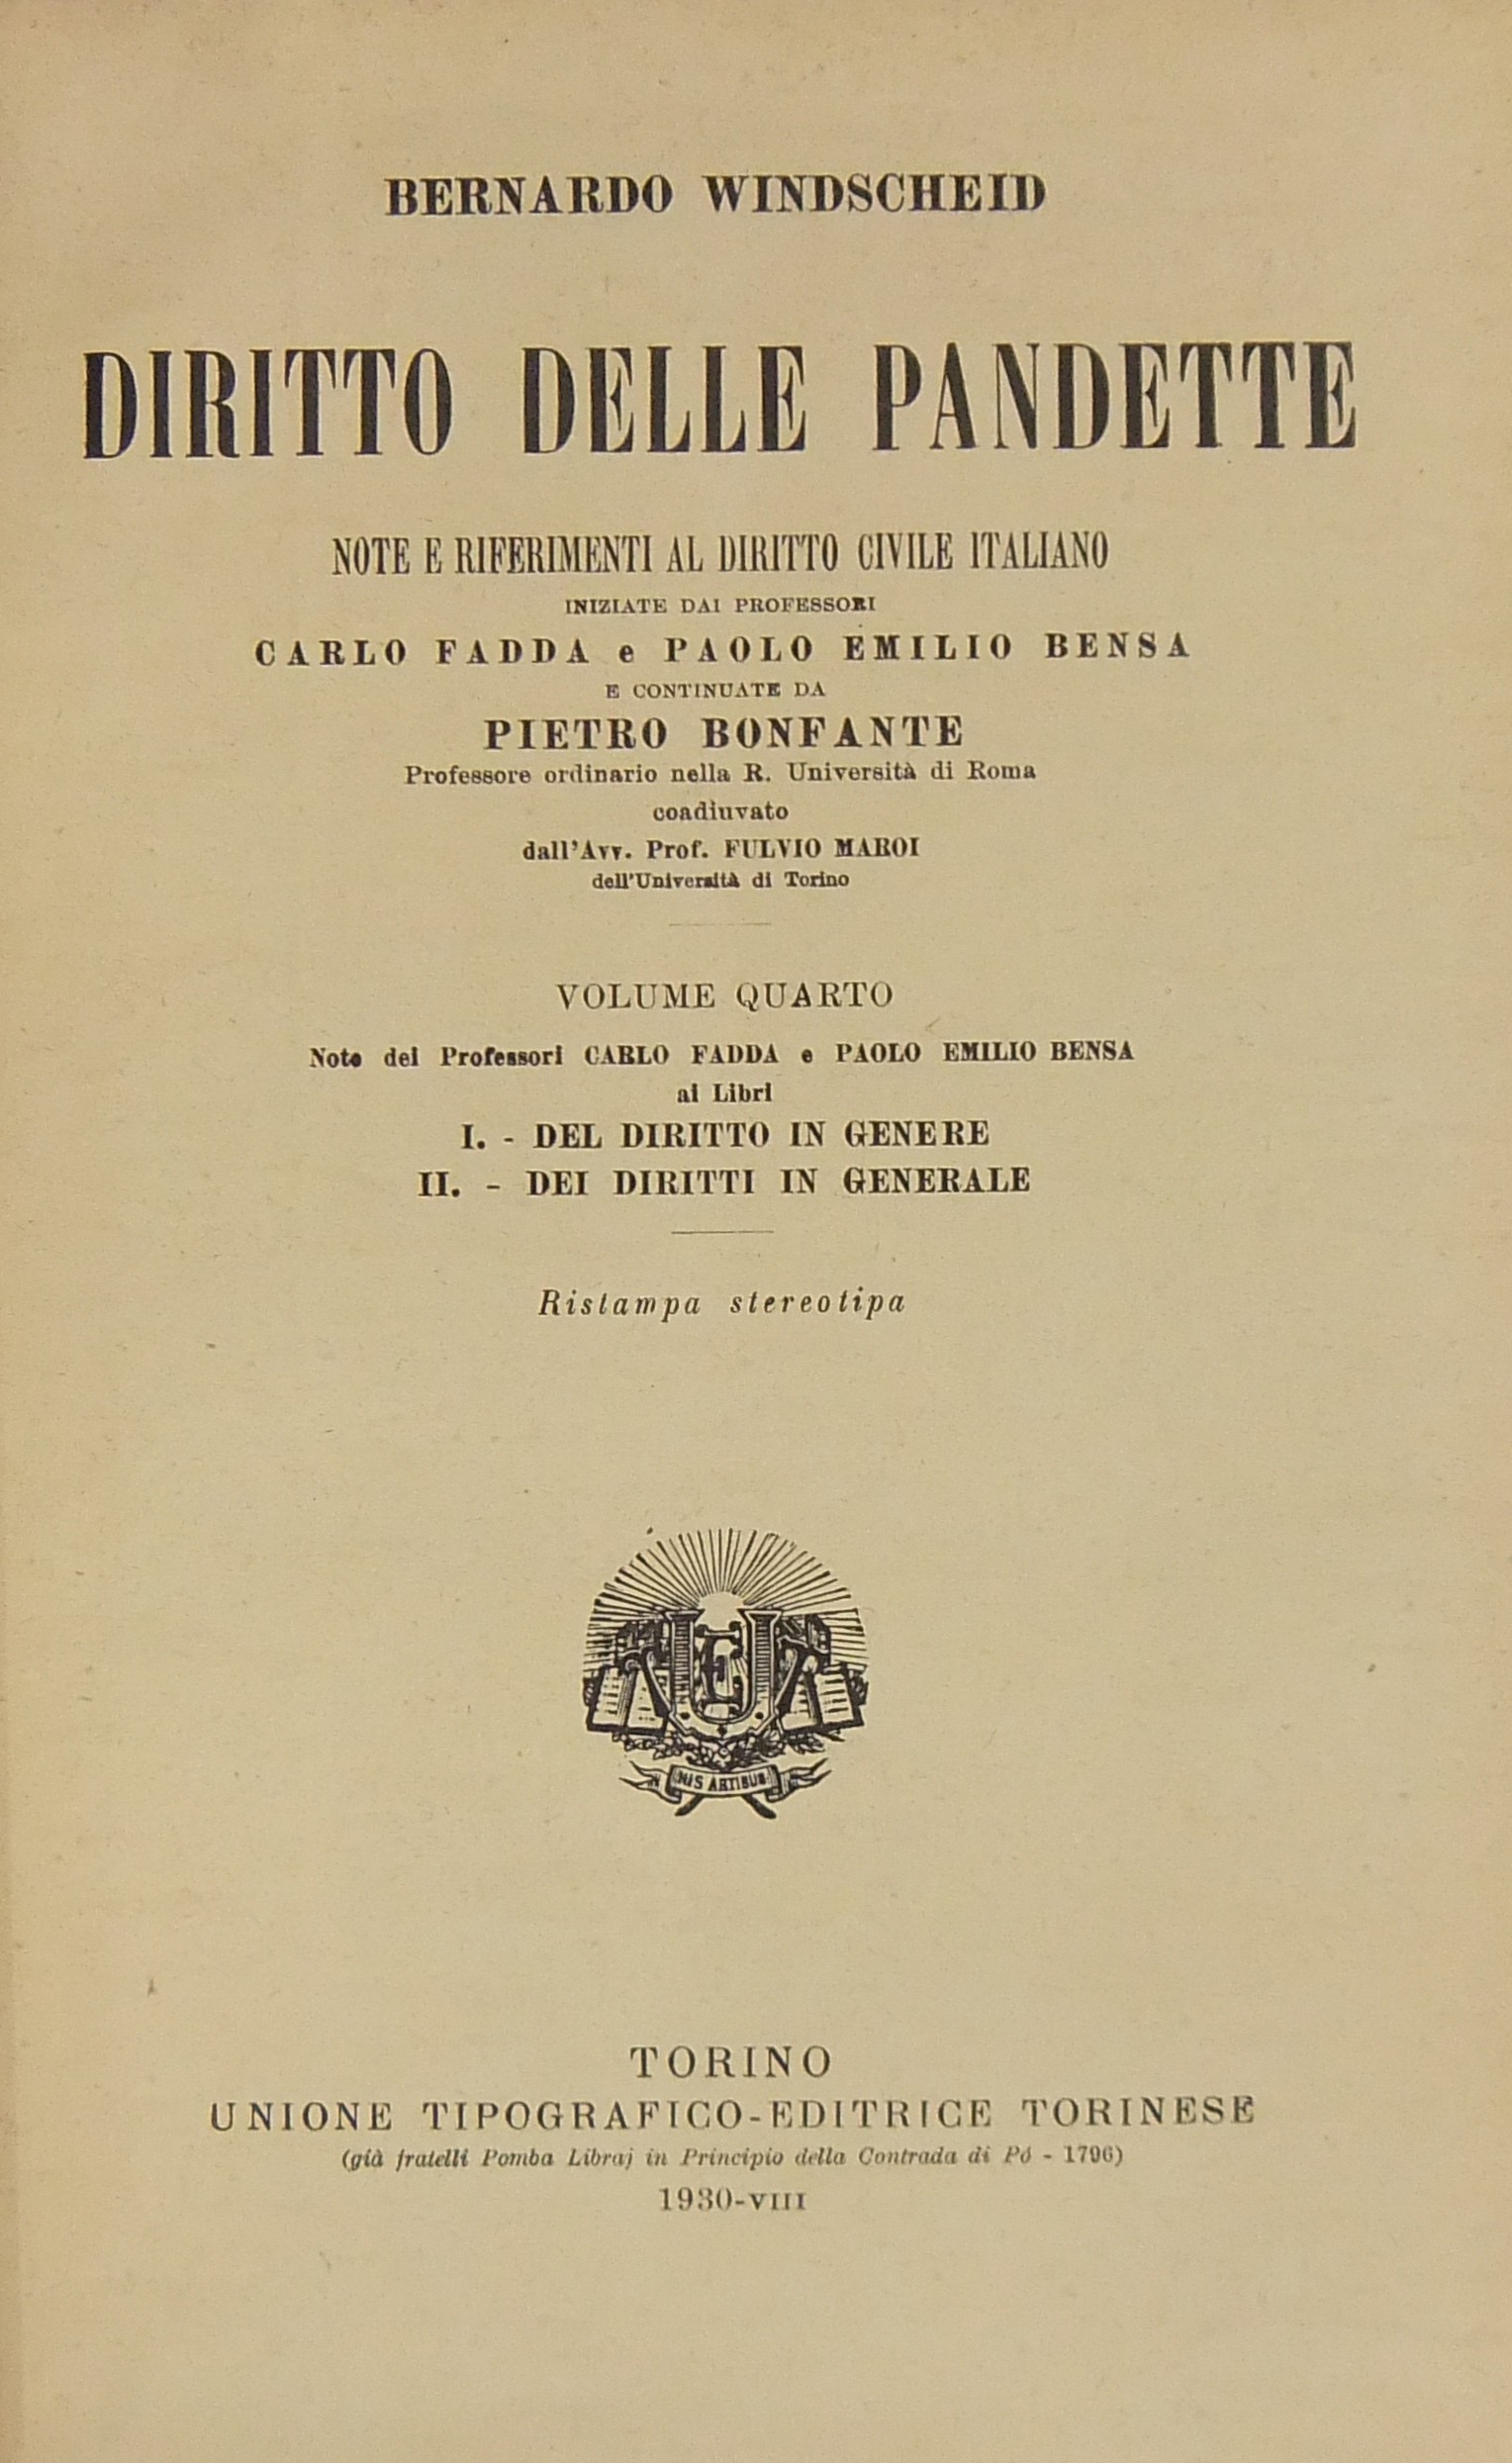 BERNARDO WINDSCHEID
DIRITTO DELLE PANDETTE
NOTE E RIFERIMENTI AL DIRITTO CIVILE ITALIANO
INIZIATE DAI PROFESSORI
CARLO FADDA e PAOLO EMILIO BENSA
E CONTINUATE DA
PIETRO BONFANTE
Professore ordinario nella R. Università di Roma
coadiuvato
dall'Avv. Prof. FULVIO MAROI
dell'Università di Torino
VOLUME QUARTO
Note dei Professori CARLO FADDA e PAOLO EMILIO BENSA
ai Libri
I. - DEL DIRITTO IN GENERE
II. - DEI DIRITTI IN GENERALE
Ristampa stereotipa
UE
HIS ARTIBUS
TORINO
UNIONE TIPOGRAFICO-EDITRICE TORINESE
(già fratelli Pomba Libraj in Principio della Contrada di Pó - 1796)
1930-VIII